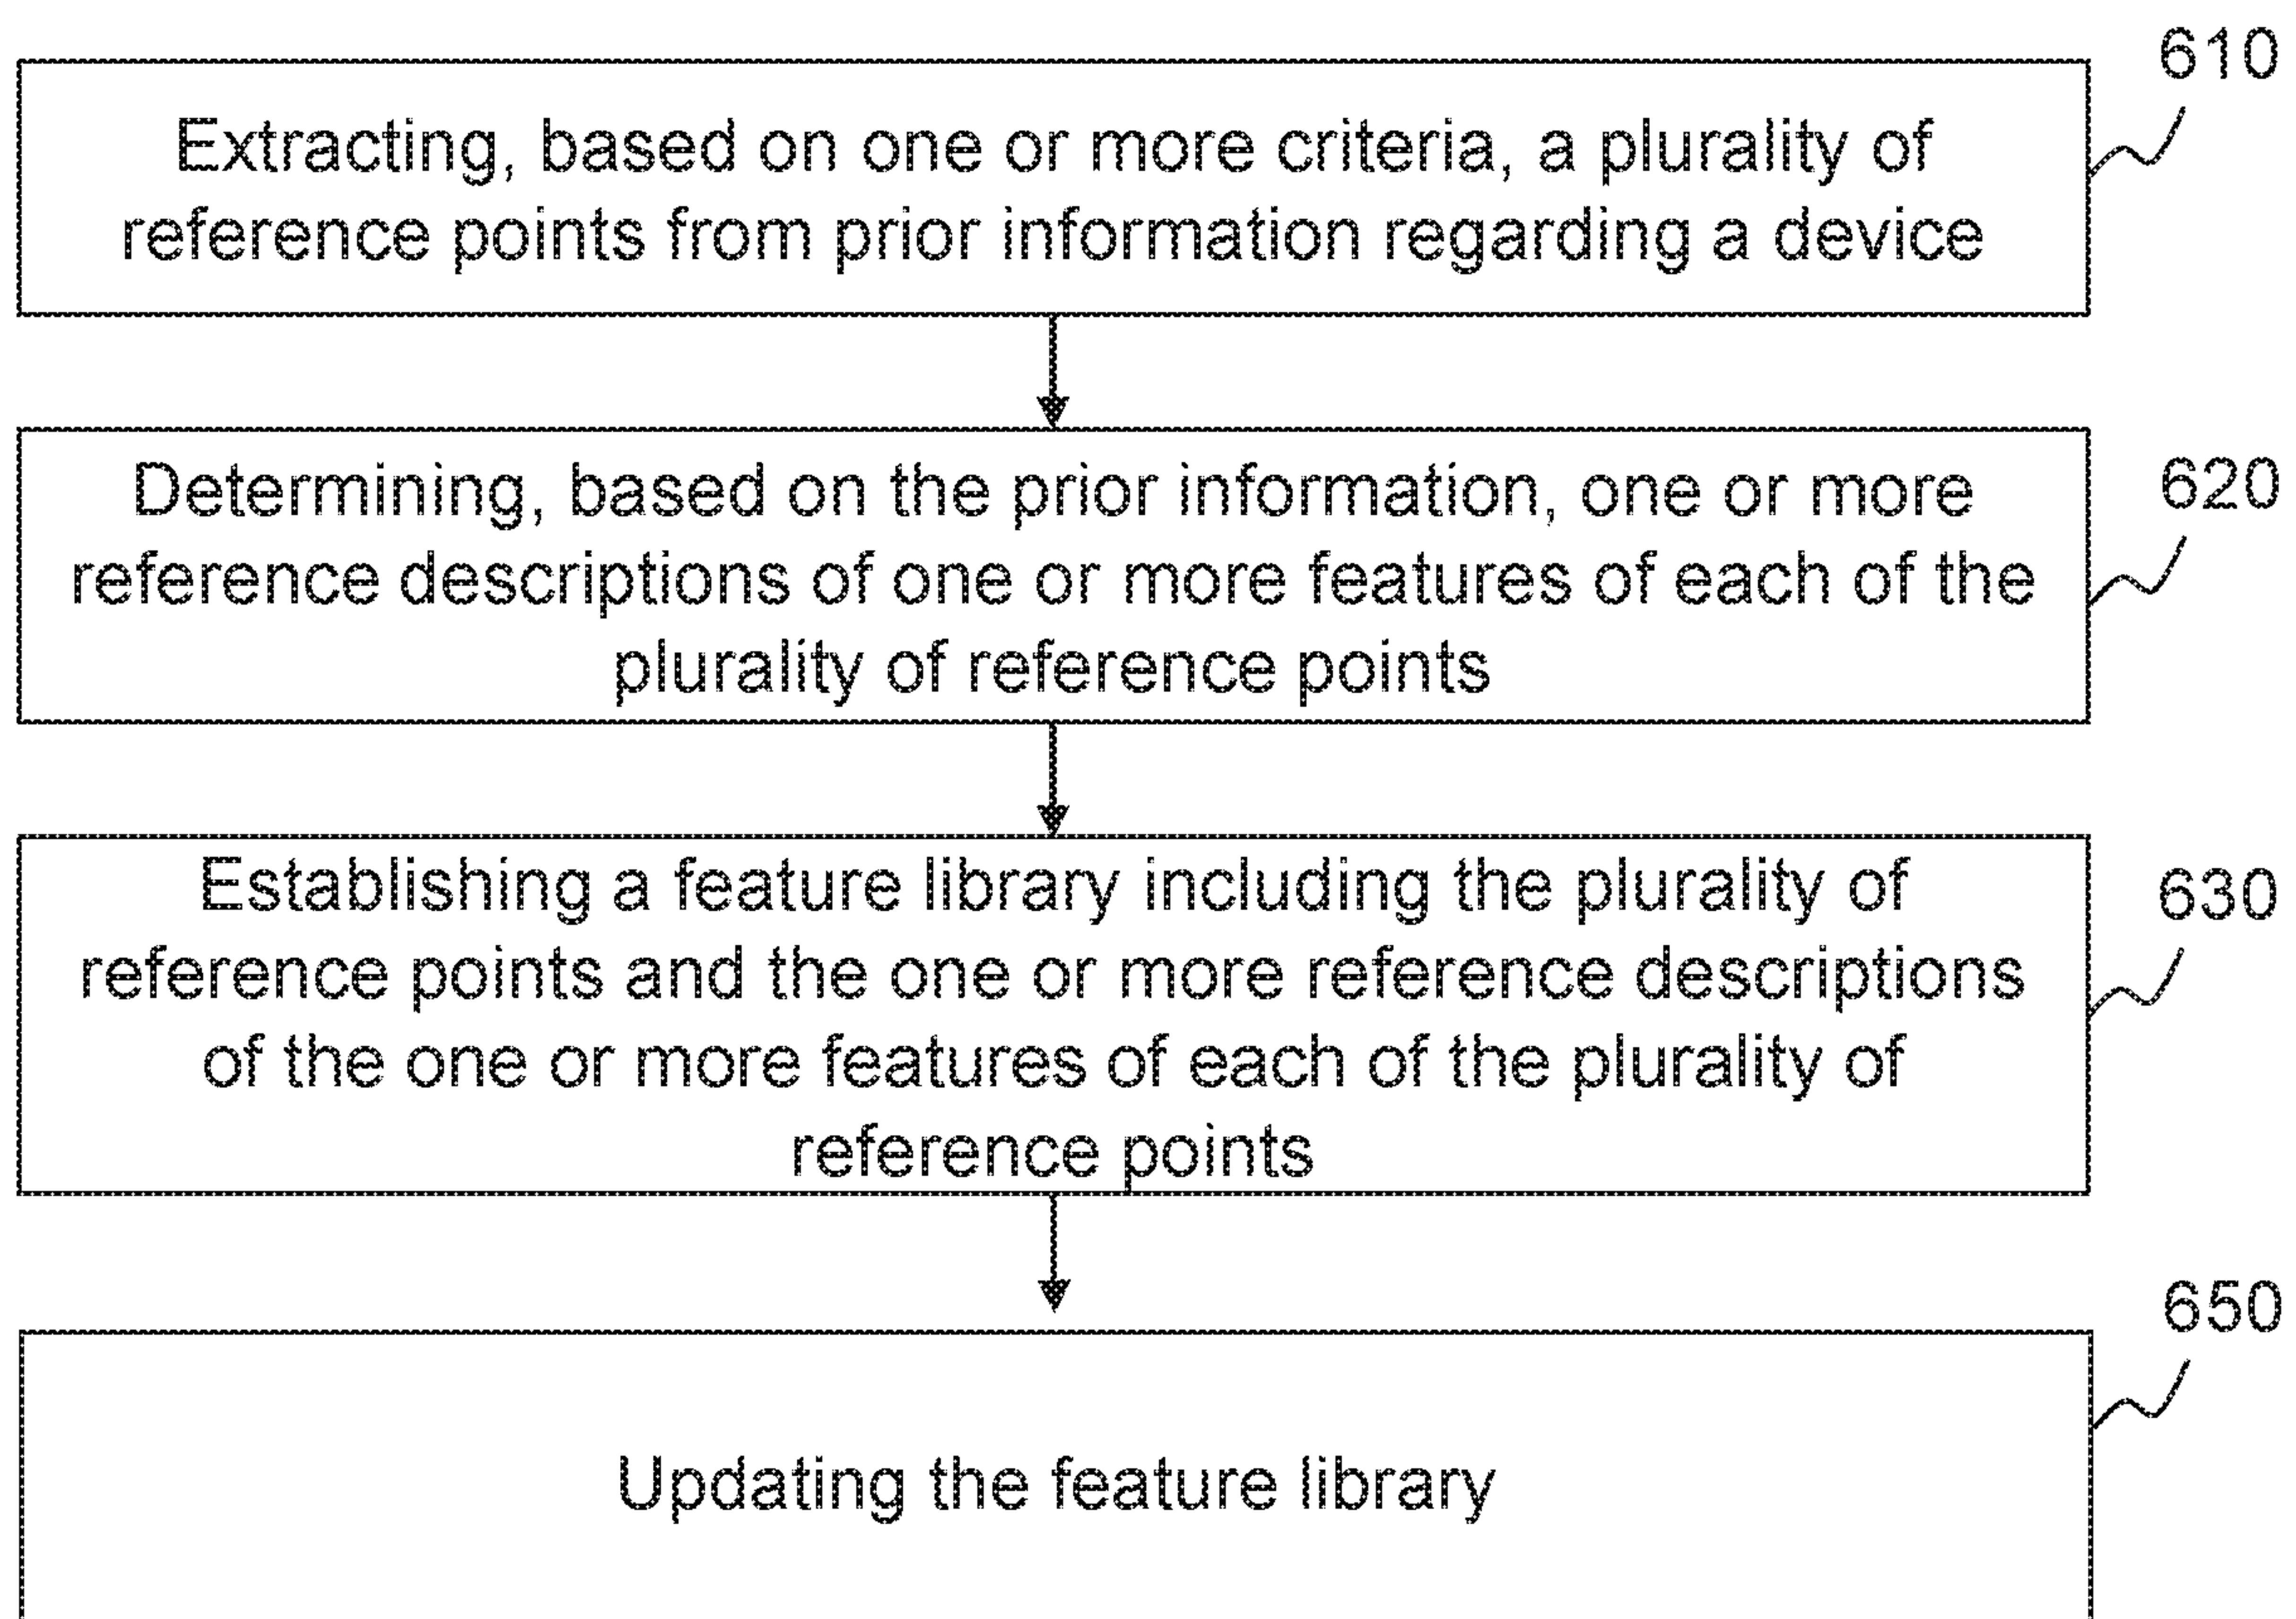 610
Extracting, based on one or more criteria, a plurality of
reference points from prior information regarding a device
620
Determining, based on the prior information, one or more
reference descriptions of one or more features of each of the
plurality of reference points
630
Establishing a feature library including the plurality of
reference points and the one or more reference descriptions
of the one or more features of each of the plurality of
reference points
650
Updating the feature library